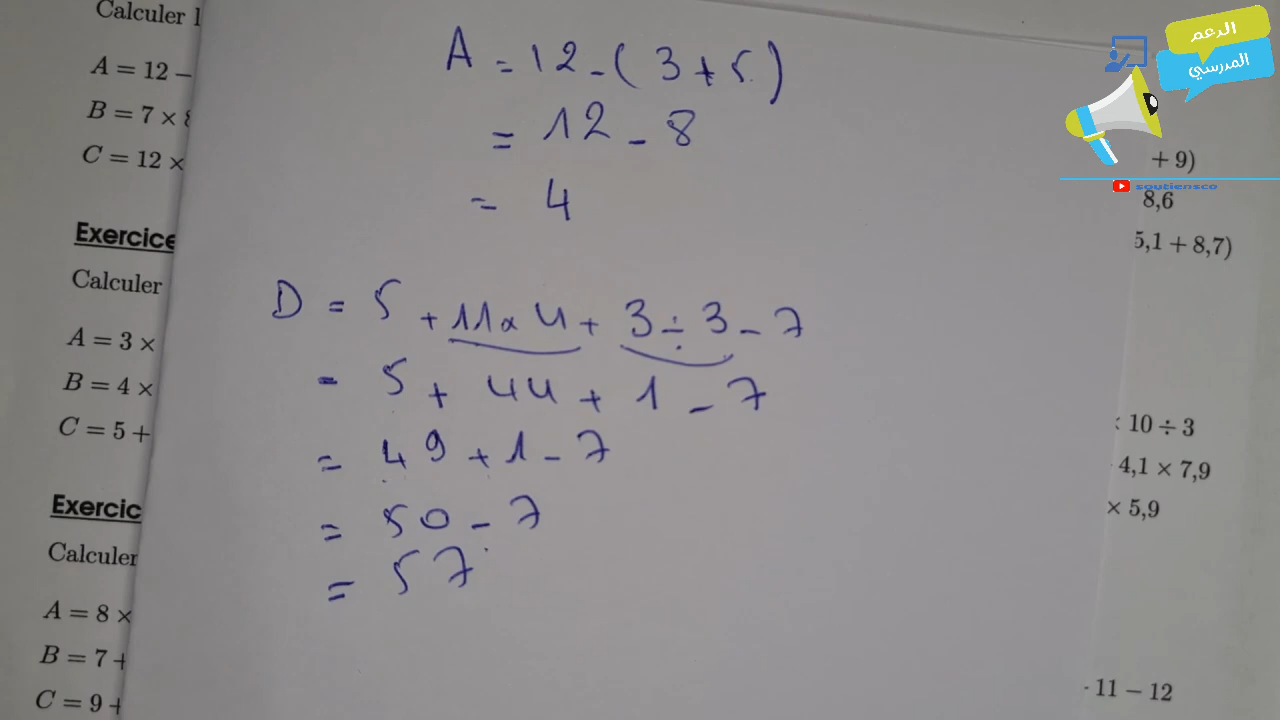 Calculer l
A = 12 –
B = 7 × 8
C = 12 ×
Exercice
Calculer
A = 3 ×
B = 4 ×
C = 5 +
Exercic
Calculer
A = 8 ×
B = 7 +
C = 9 +
A = 12 - ( 3 + 5 )
= 12 - 8
= 4
D = 5 + 11 × 4 + 3 ÷ 3 - 7
= 5 + 44 + 1 - 7
= 49 + 1 - 7
= 50 - 7
= 57
الدعم
المدرسي
soutiensco
+ 9)
8,6
5,1 + 8,7)
× 10 ÷ 3
4,1 × 7,9
× 5,9
- 11 – 12